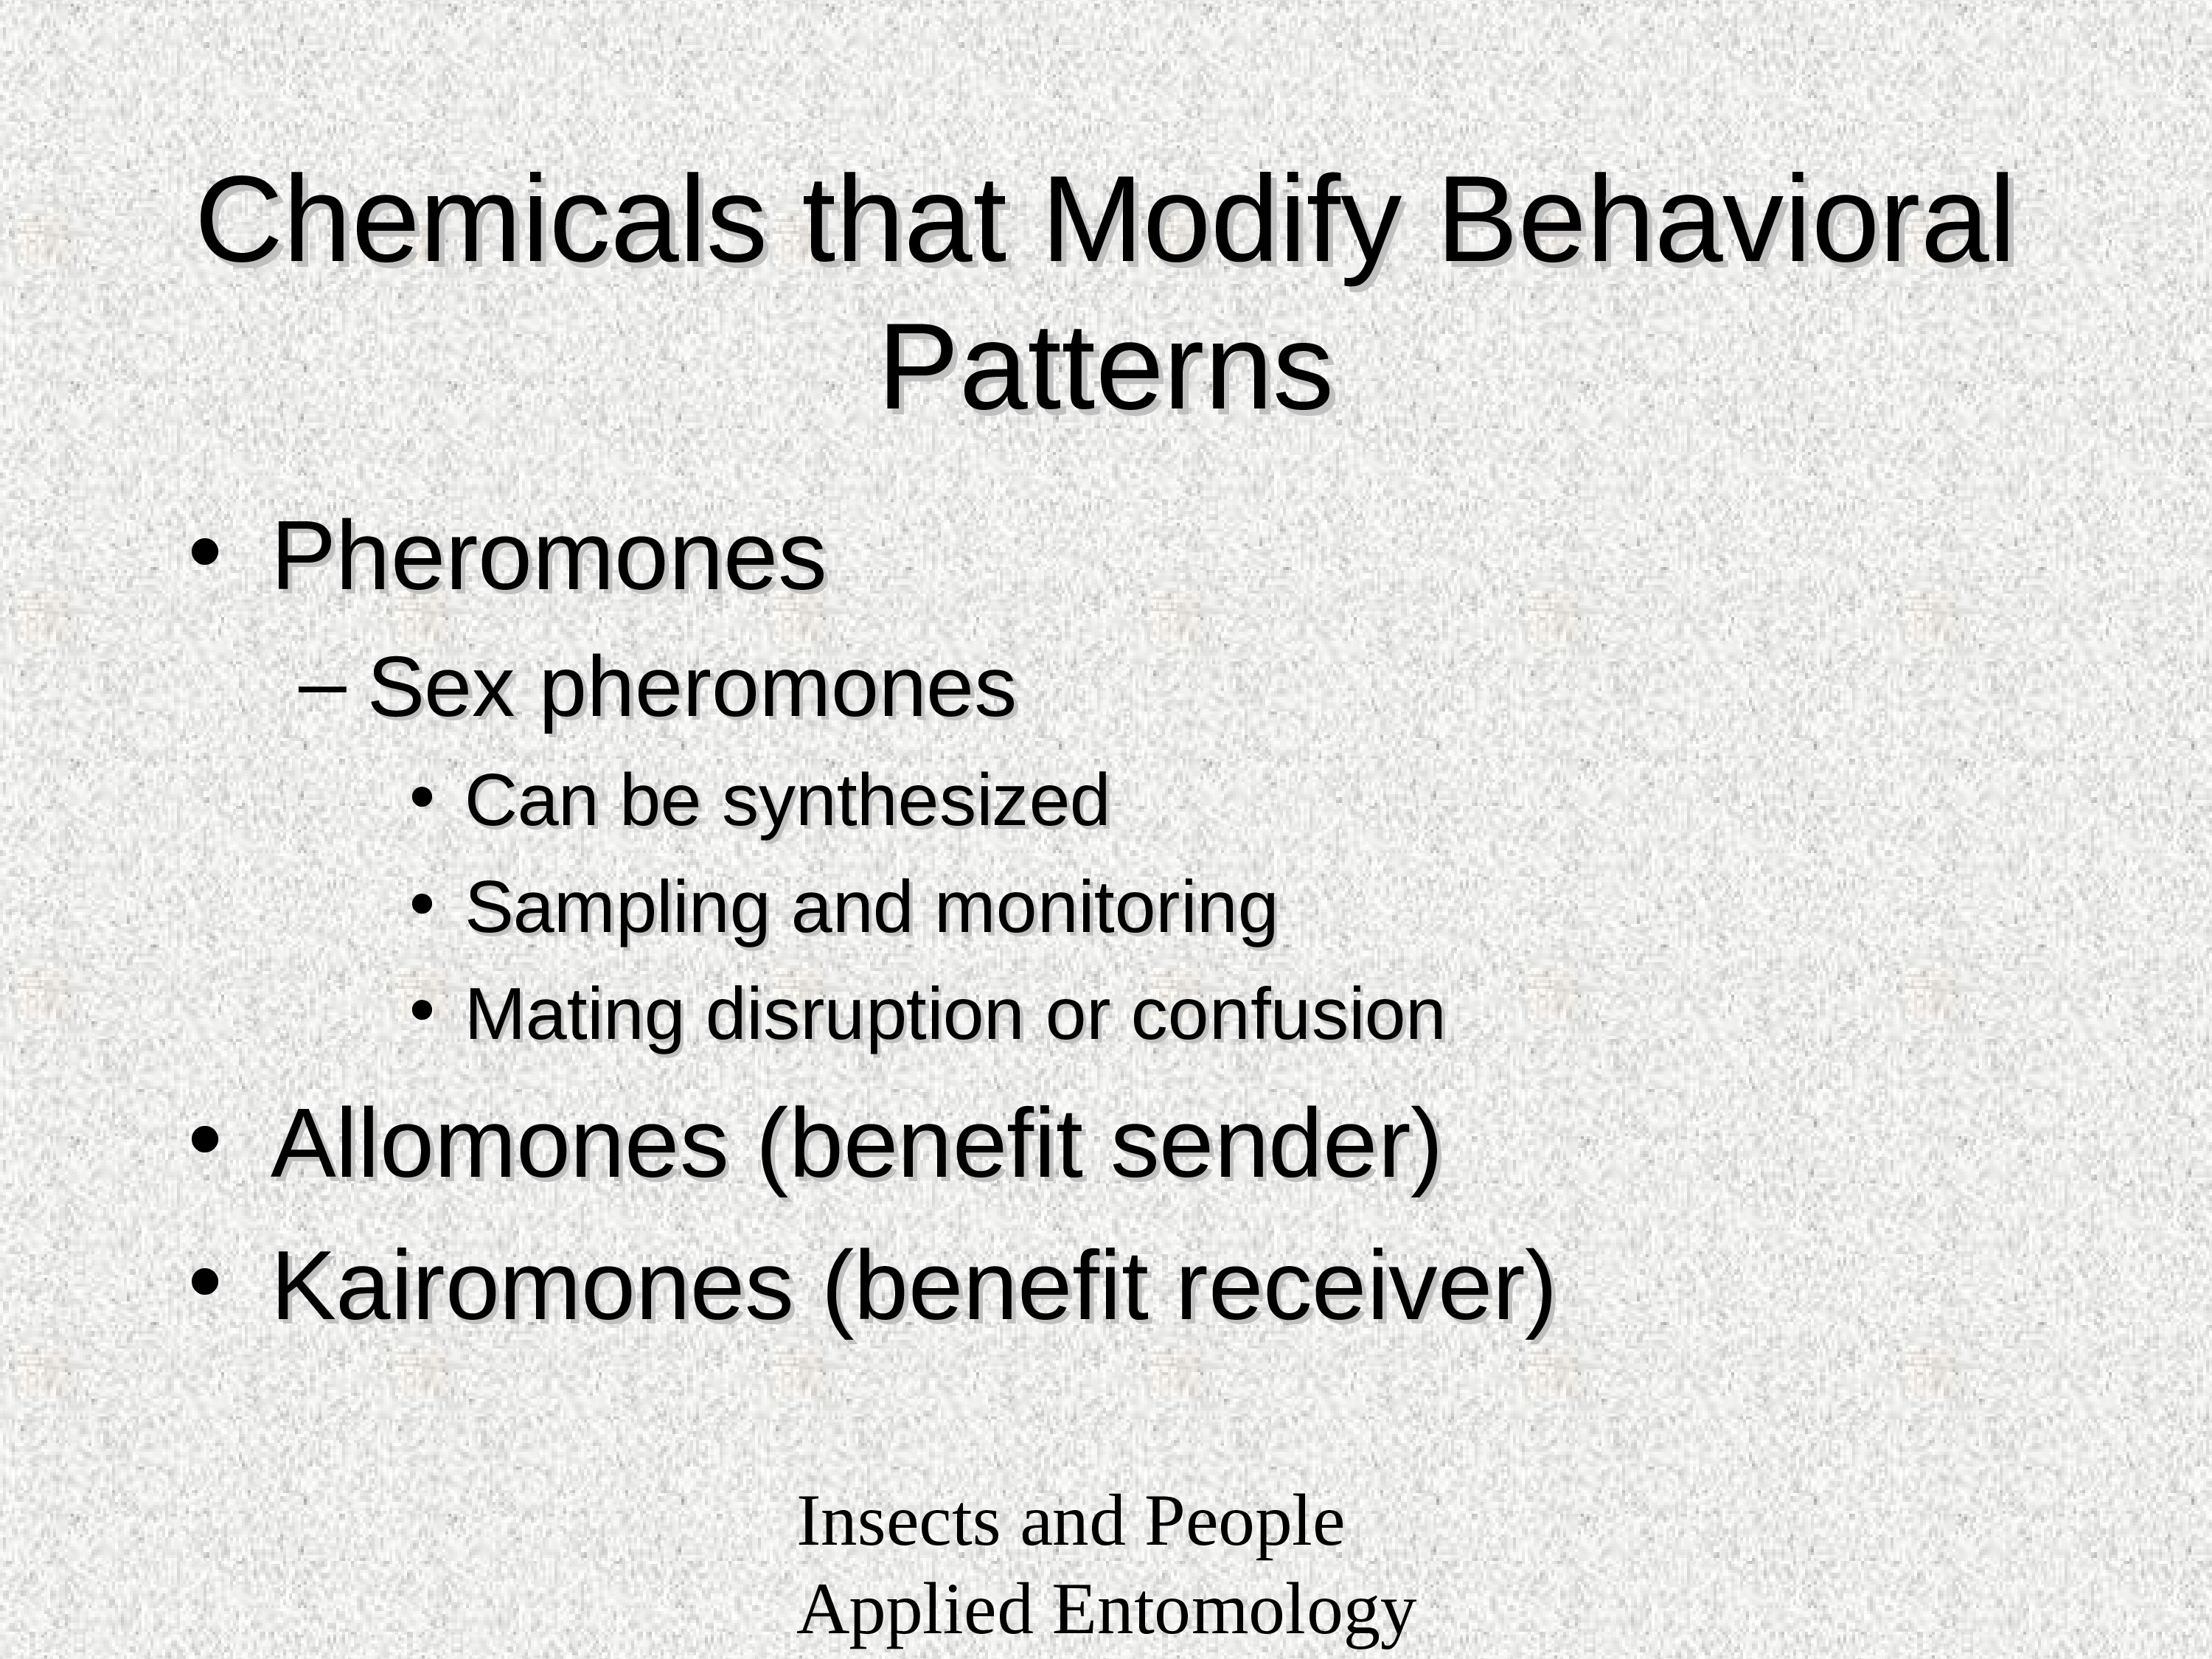 Chemicals that Modify Behavioral
Patterns
• Pheromones
– Sex pheromones
• Can be synthesized
• Sampling and monitoring
• Mating disruption or confusion
• Allomones (benefit sender)
• Kairomones (benefit receiver)
Insects and People
Applied Entomology